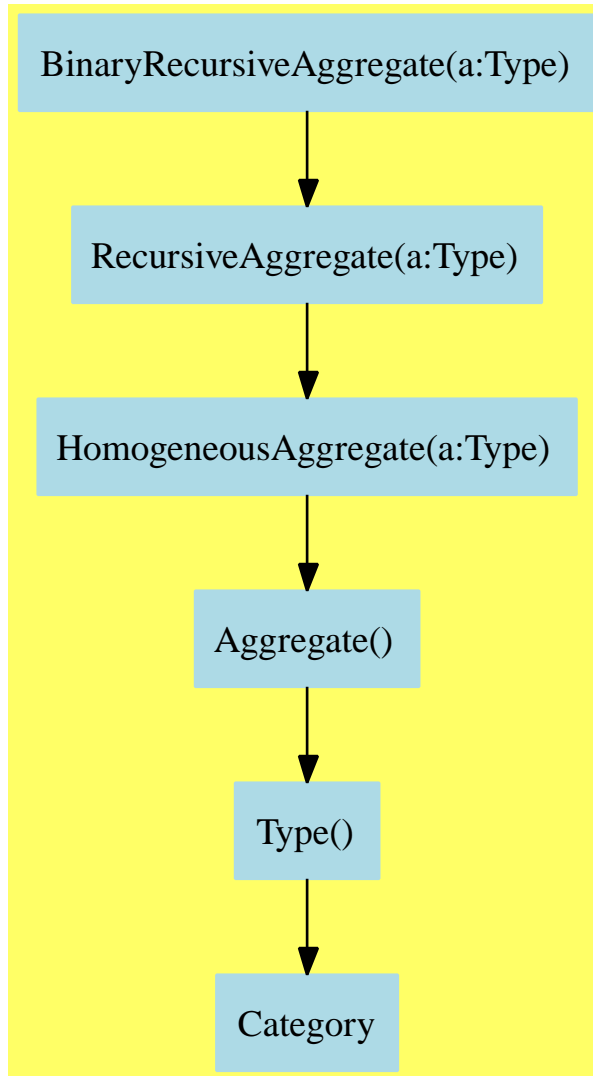 BinaryRecursiveAggregate(a:Type)
RecursiveAggregate(a:Type)
HomogeneousAggregate(a:Type)
Aggregate()
Type()
Category